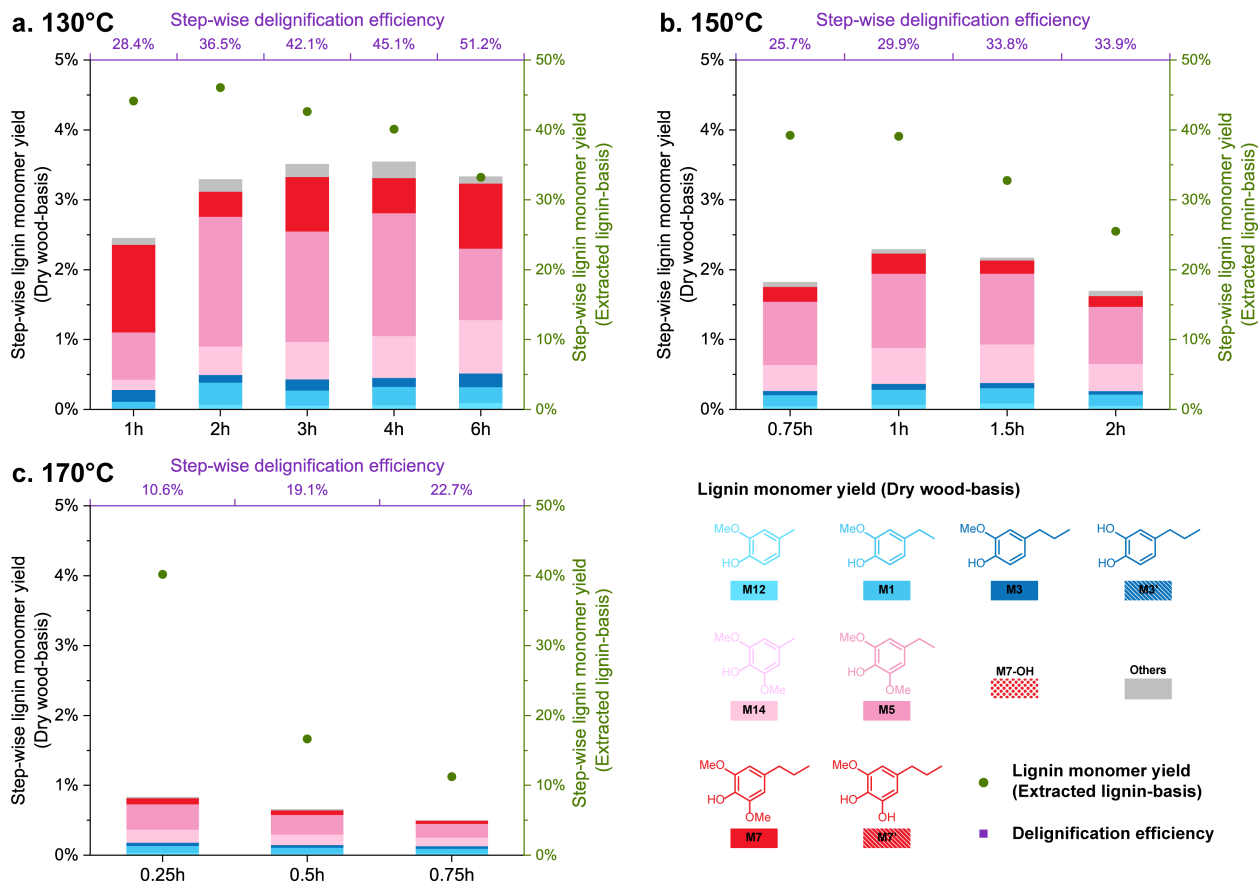 a. 130°C
Step-wise delignification efficiency
28.4% 36.5% 42.1% 45.1% 51.2%
5%
4%
3%
2%
1%
0%
50%
40%
30%
20%
10%
0%
Step-wise lignin monomer yield
(Dry wood-basis)
Step-wise lignin monomer yield
(Extracted lignin-basis)
1h 2h 3h 4h 6h
b. 150°C
Step-wise delignification efficiency
25.7% 29.9% 33.8% 33.9%
5%
4%
3%
2%
1%
0%
50%
40%
30%
20%
10%
0%
Step-wise lignin monomer yield
(Dry wood-basis)
Step-wise lignin monomer yield
(Extracted lignin-basis)
0.75h 1h 1.5h 2h
c. 170°C
Step-wise delignification efficiency
10.6% 19.1% 22.7%
5%
4%
3%
2%
1%
0%
50%
40%
30%
20%
10%
0%
Step-wise lignin monomer yield
(Dry wood-basis)
Step-wise lignin monomer yield
(Extracted lignin-basis)
0.25h 0.5h 0.75h
Lignin monomer yield (Dry wood-basis)
MeO MeO MeO HO
HO HO HO HO
M12 M1 M3 M3'
MeO MeO
HO HO
OMe OMe
M14 M5
M7-OH Others
MeO MeO
HO HO
OMe OH
M7 M7'
Lignin monomer yield
(Extracted lignin-basis)
Delignification efficiency